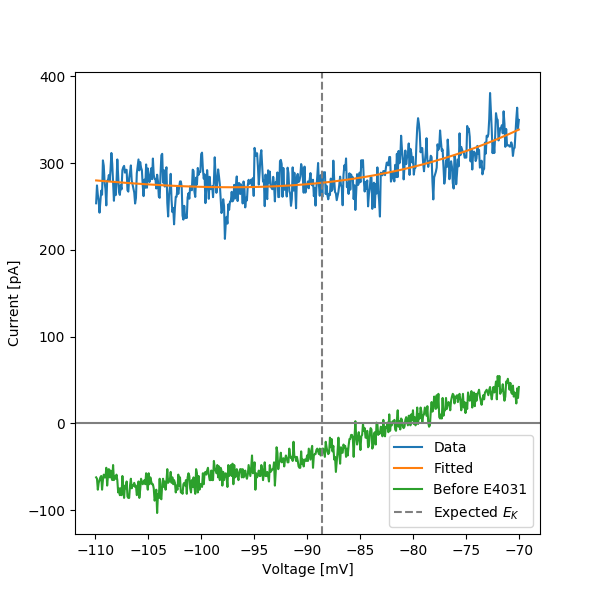 400
300
200
100
0
−100
−110
−105
−100
−95
−90
−85
−80
−75
−70
Current [pA]
Voltage [mV]
Data
Fitted
Before E4031
Expected E_K